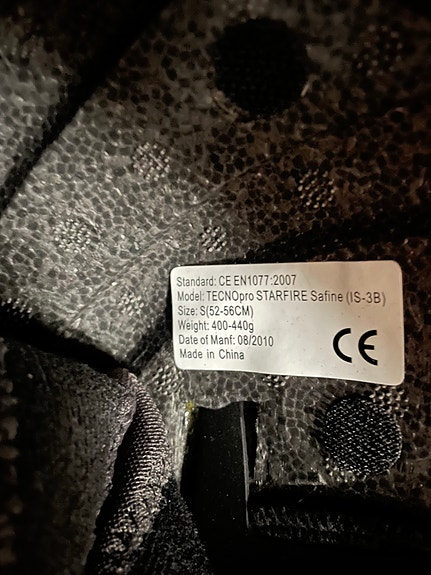 Standard: CE EN1077:2007
Model: TECNOpro STARFIRE Safine (IS-3B)
Size: S(52-56CM)
Weight: 400-440g
Date of Manf: 08/2010
Made in China
CE